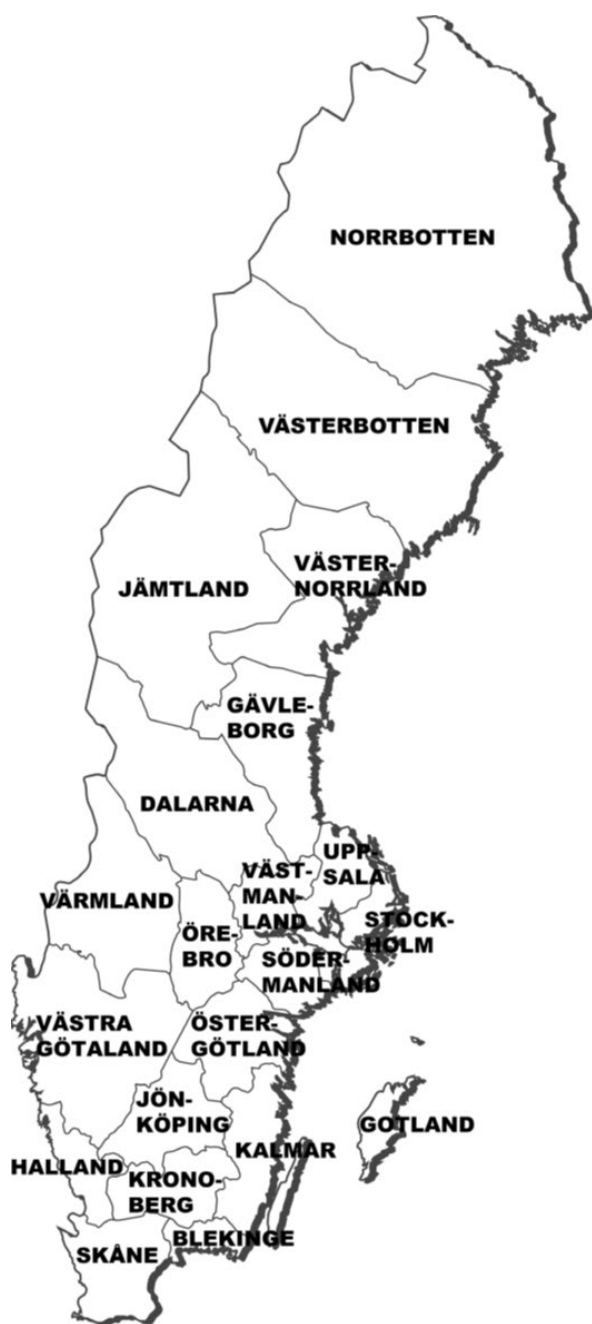 NORRBOTTEN
VÄSTERBOTTEN
VÄSTER-
NORRLAND
JÄMTLAND
GÄVLE-
BORG
DALARNA
UPP-
SALA
VÄST-
MAN-
LAND
VÄRMLAND
STOCK-
HOLM
ÖRE-
BRO
SÖDER-
MANLAND
VÄSTRA
GÖTALAND
ÖSTER-
GÖTLAND
JÖN-
KÖPING
GOTLAND
KALMAR
HALLAND
KRONO-
BERG
BLEKINGE
SKÅNE